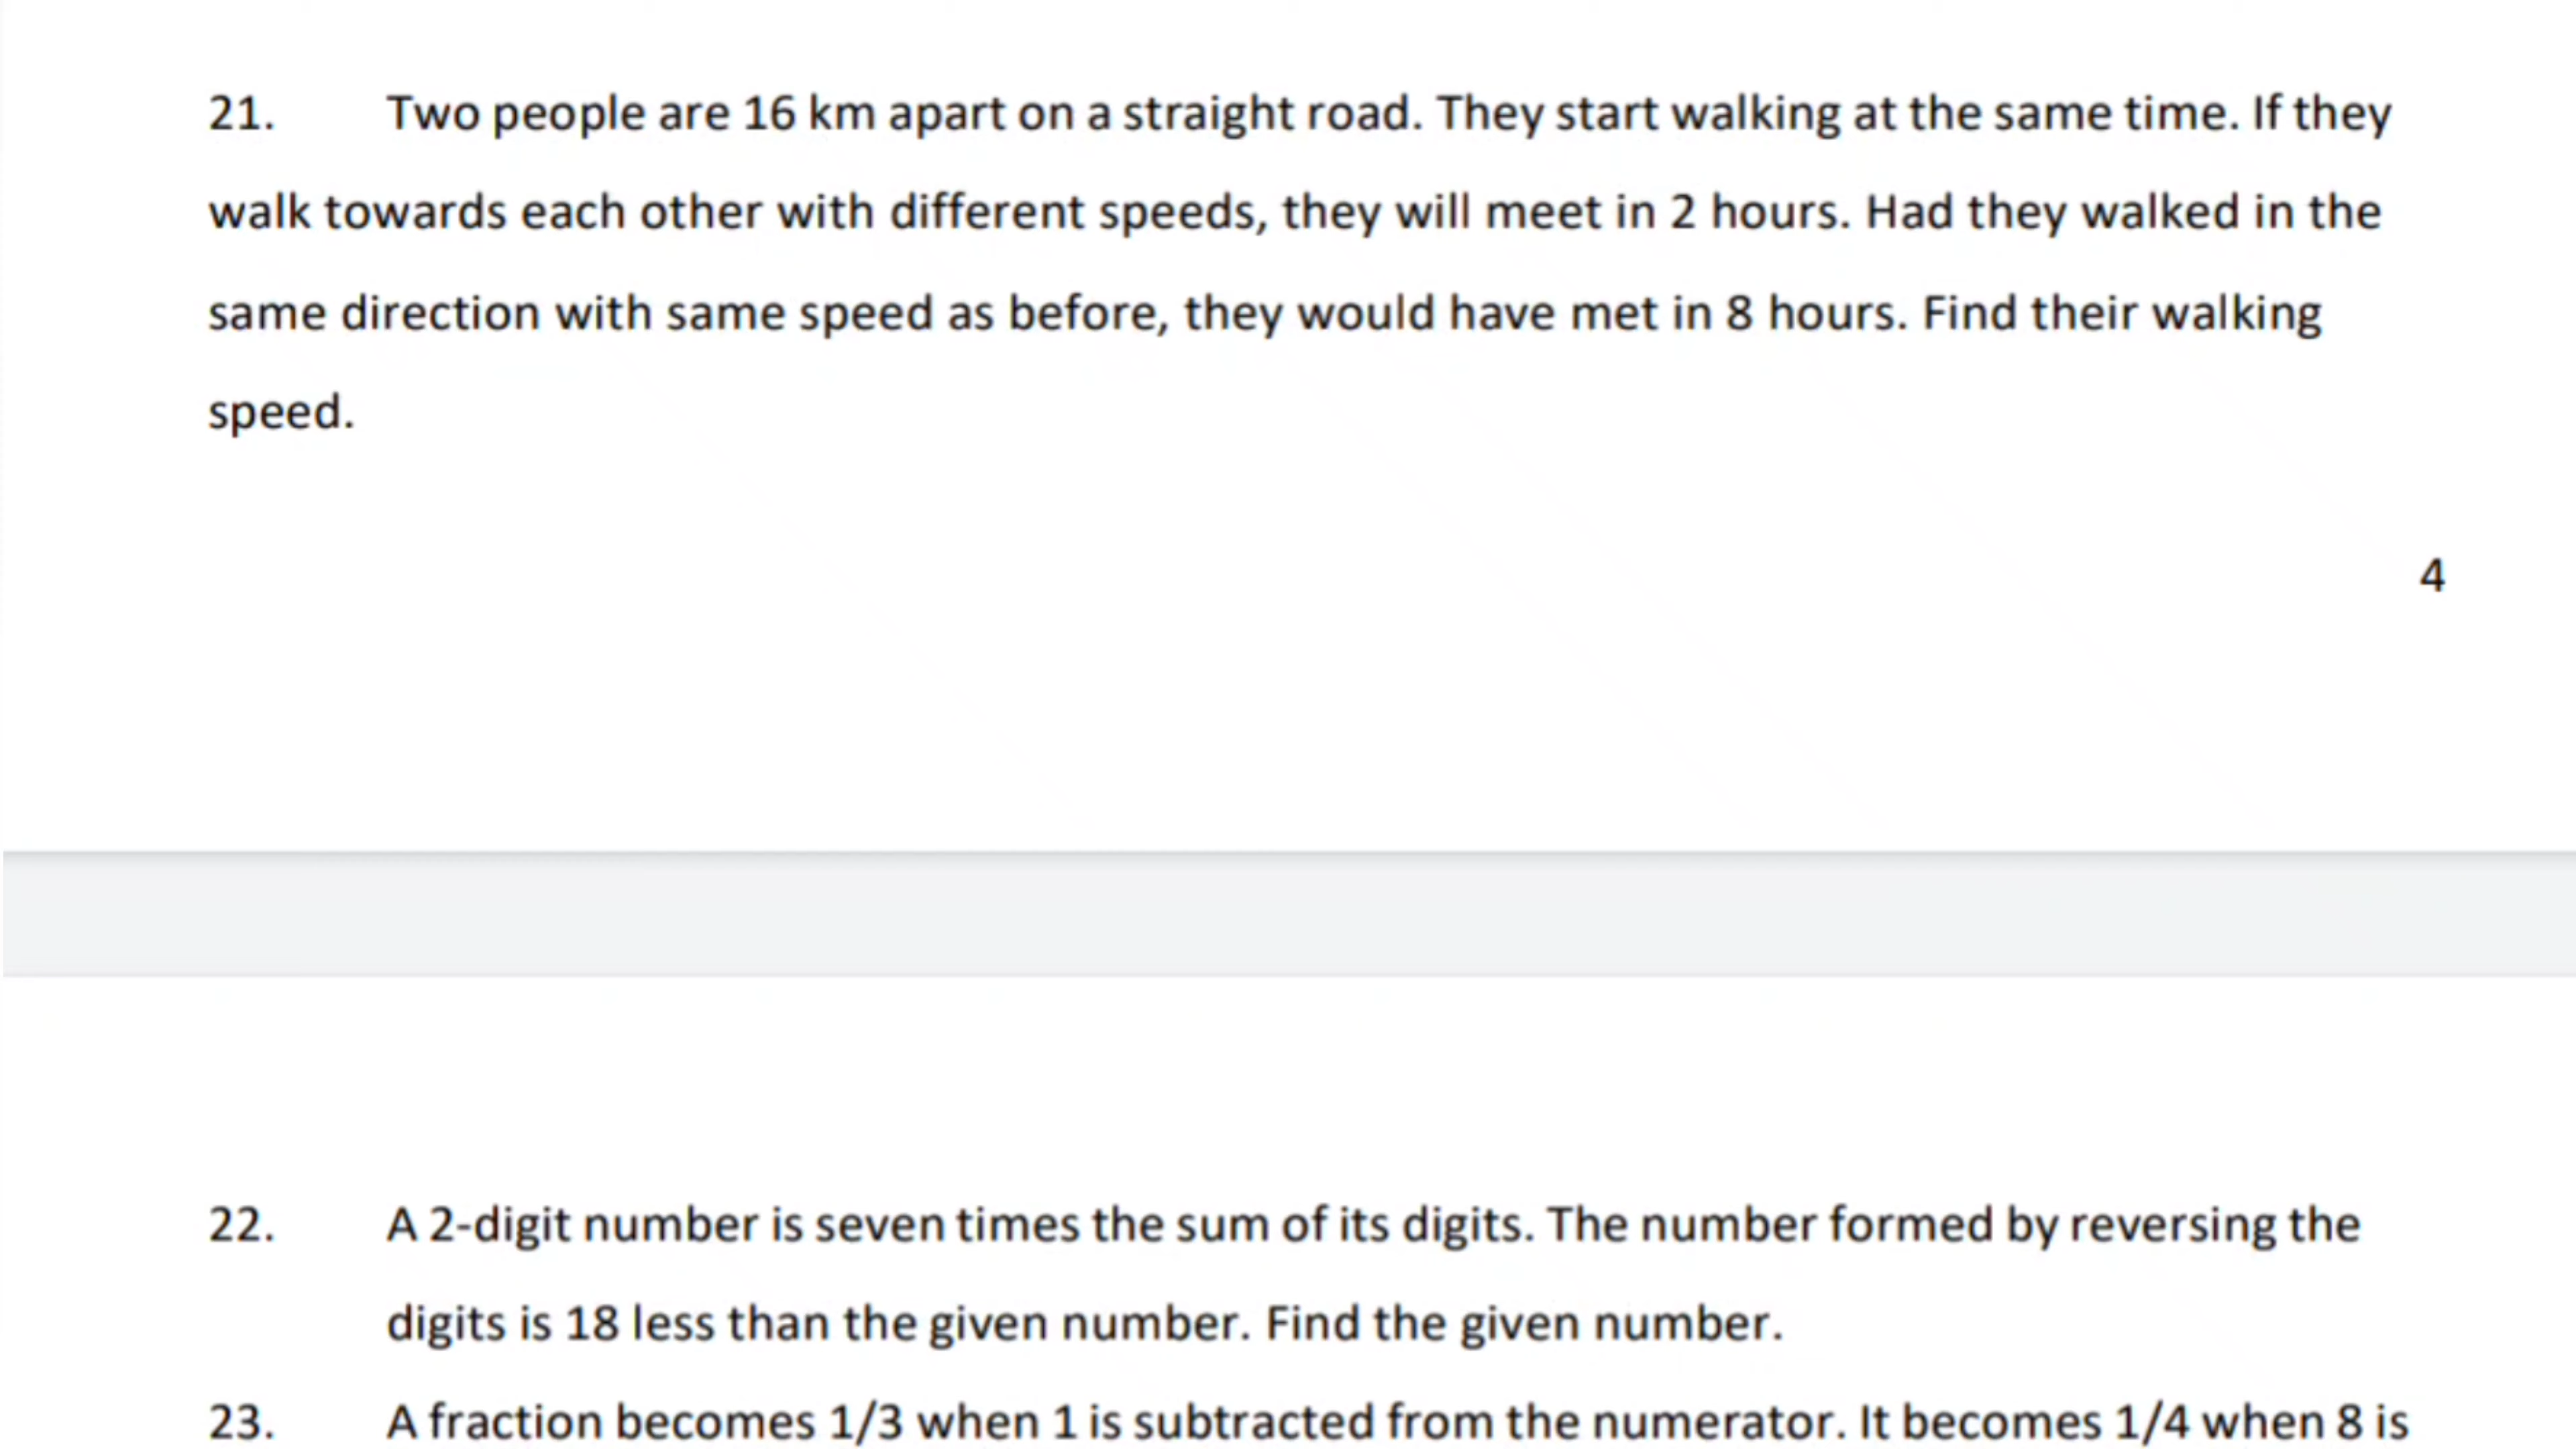 21. Two people are 16 km apart on a straight road. They start walking at the same time. If they
walk towards each other with different speeds, they will meet in 2 hours. Had they walked in the
same direction with same speed as before, they would have met in 8 hours. Find their walking
speed.
4
22. A 2-digit number is seven times the sum of its digits. The number formed by reversing the
digits is 18 less than the given number. Find the given number.
23. A fraction becomes 1/3 when 1 is subtracted from the numerator. It becomes 1/4 when 8 is